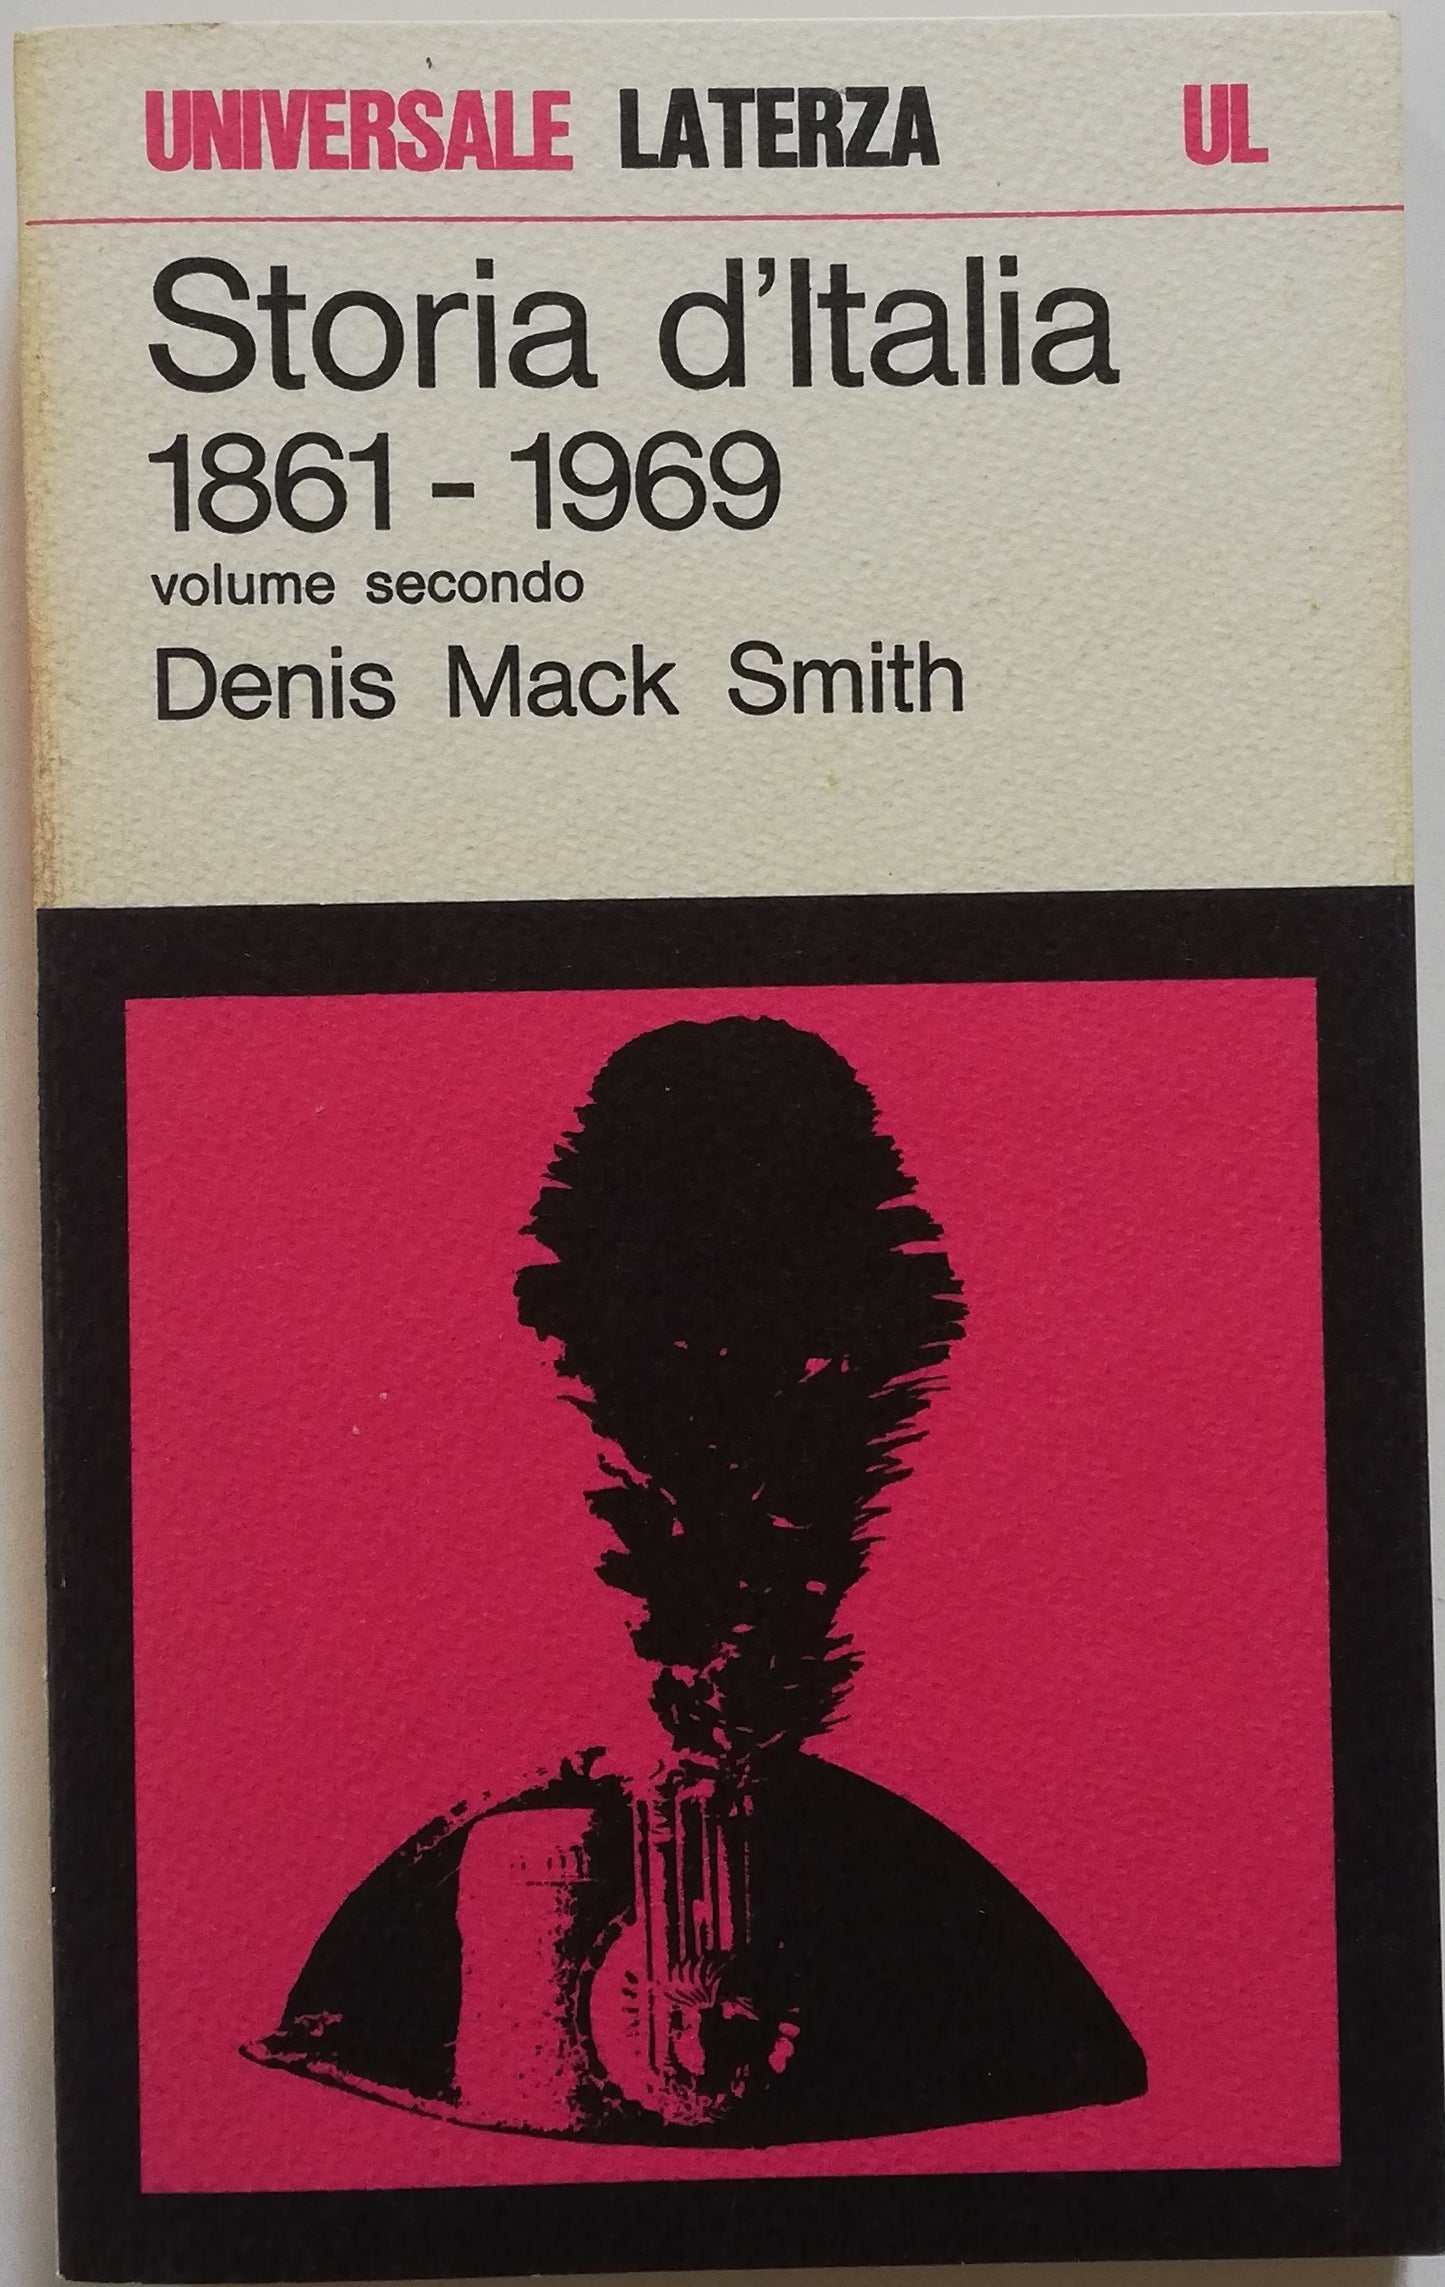 UNIVERSALE LATERZA UL
Storia d'Italia
1861 - 1969
volume secondo
Denis Mack Smith